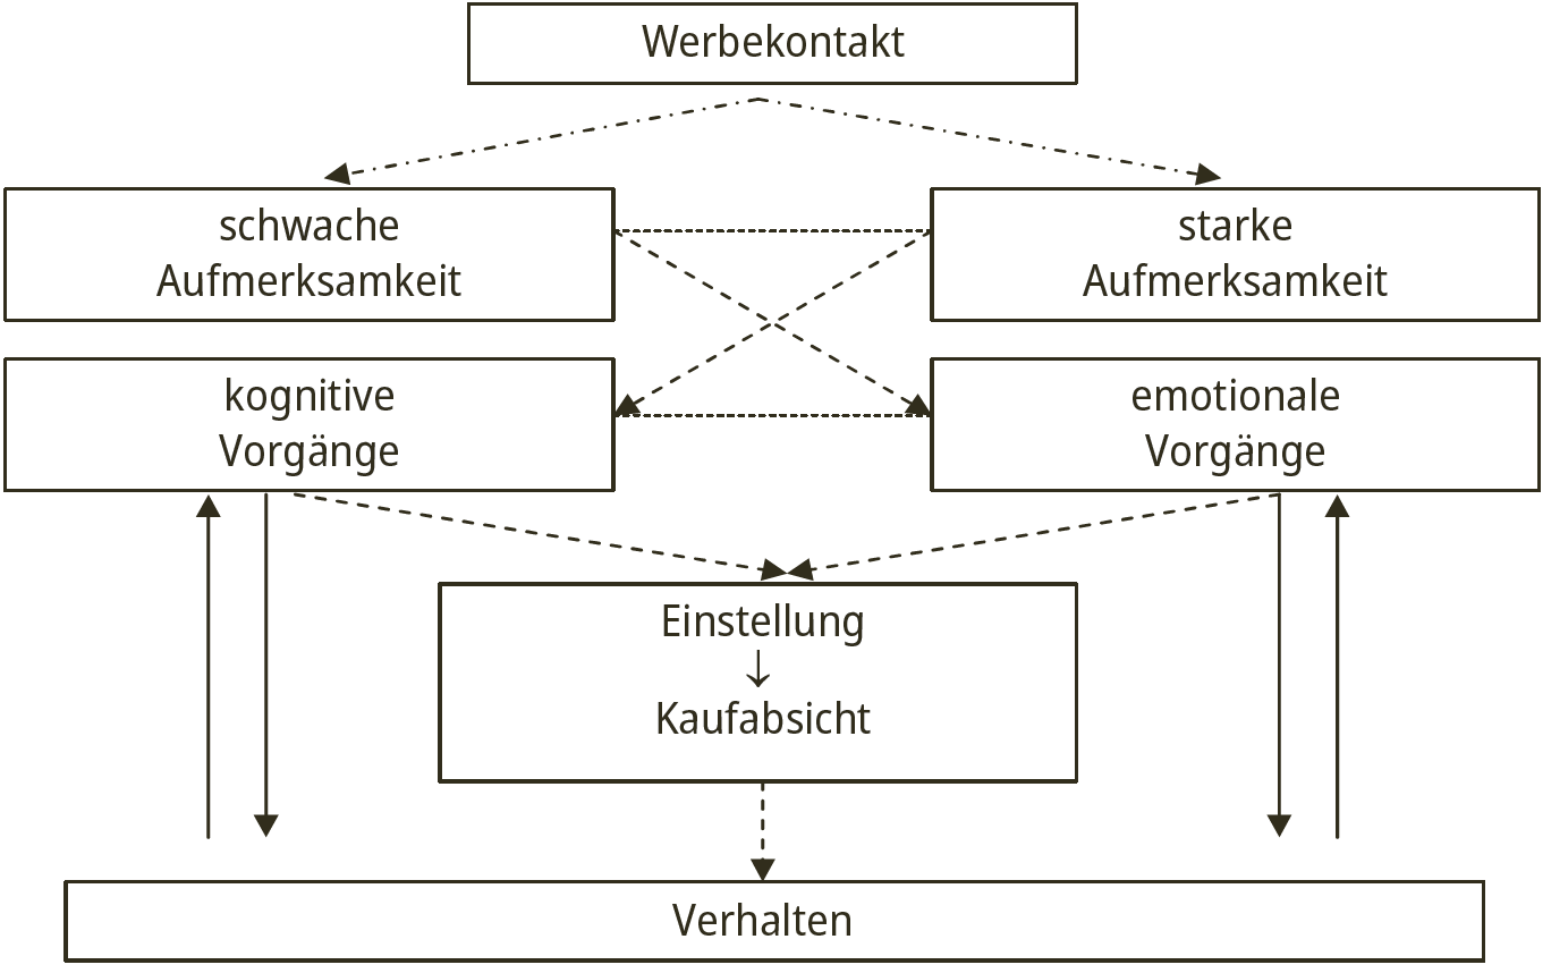 Werbekontakt
schwache
Aufmerksamkeit
starke
Aufmerksamkeit
kognitive
Vorgänge
emotionale
Vorgänge
Einstellung
↓
Kaufabsicht
Verhalten